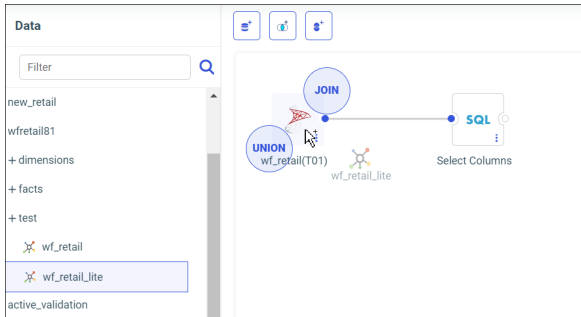 Data
Filter
new_retail
wfretail81
+ dimensions
+ facts
+ test
wf_retail
wf_retail_lite
active_validation
JOIN
UNION
wf_retail(T01)
wf_retail_lite
SQL
Select Columns